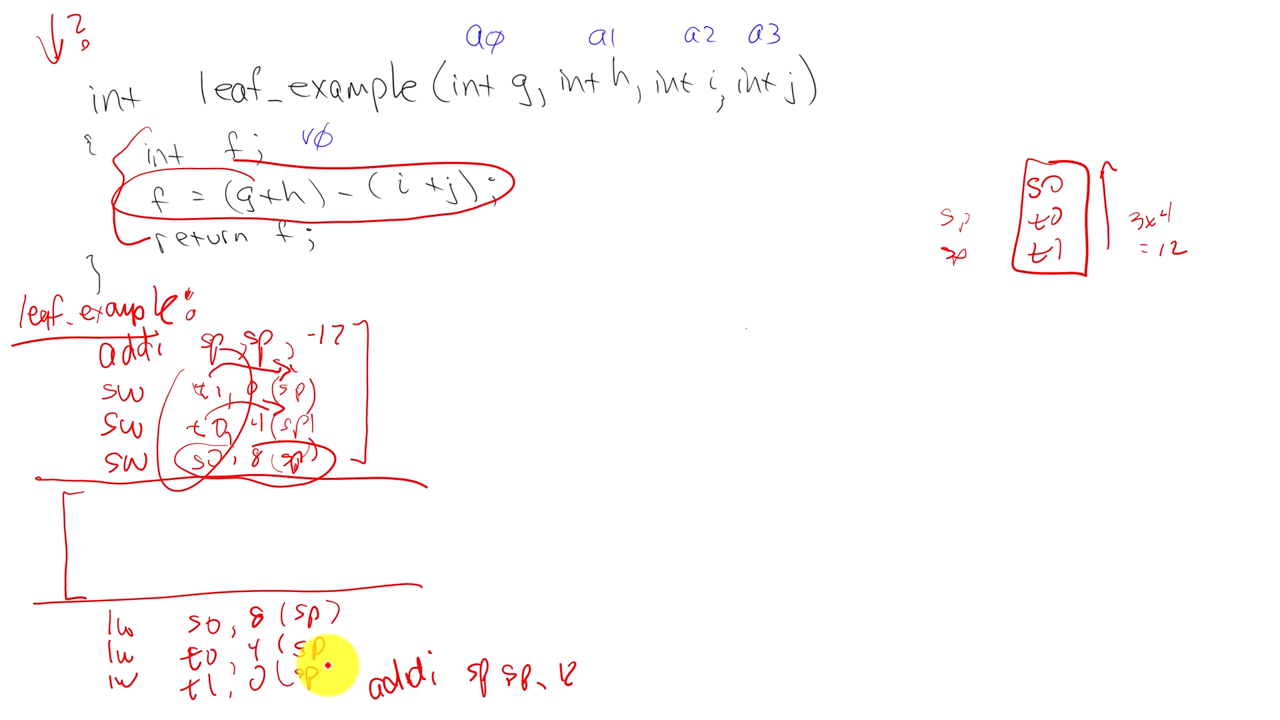 ↓?
a0 a1 a2 a3
int leaf_example (int g, int h, int i, int j)
{ int f; v0
f = (g+h) - (i+j);
return f;
}
s0
sp t0 3x4
sp t1 = 12
leaf_example:
addi sp, sp, -12
sw t1, 0(sp)
sw t0, 4(sp)
sw s0, 8(sp)
lw s0, 8(sp)
lw t0, 4(sp
lw t1, 0(sp addi sp sp, 12